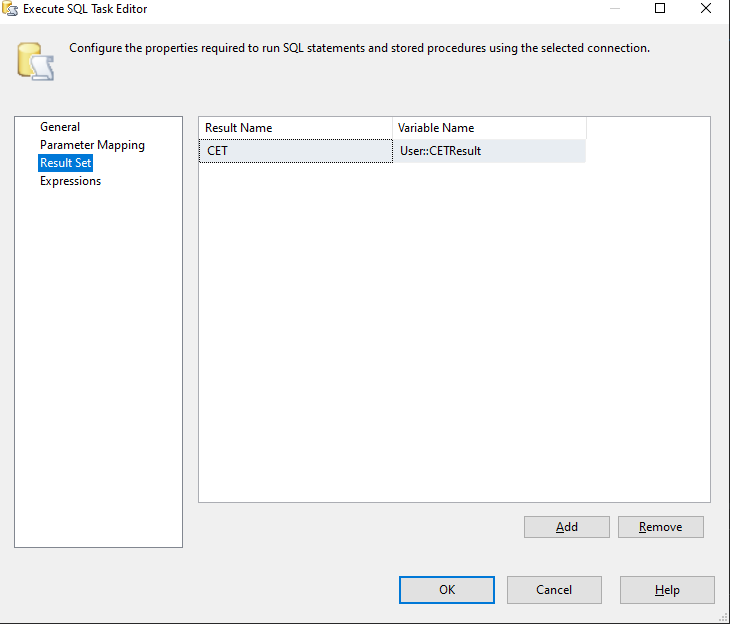 Execute SQL Task Editor
Configure the properties required to run SQL statements and stored procedures using the selected connection.
General
Parameter Mapping
Result Set
Expressions
Result Name Variable Name
CET User::CETResult
Add Remove
OK Cancel Help